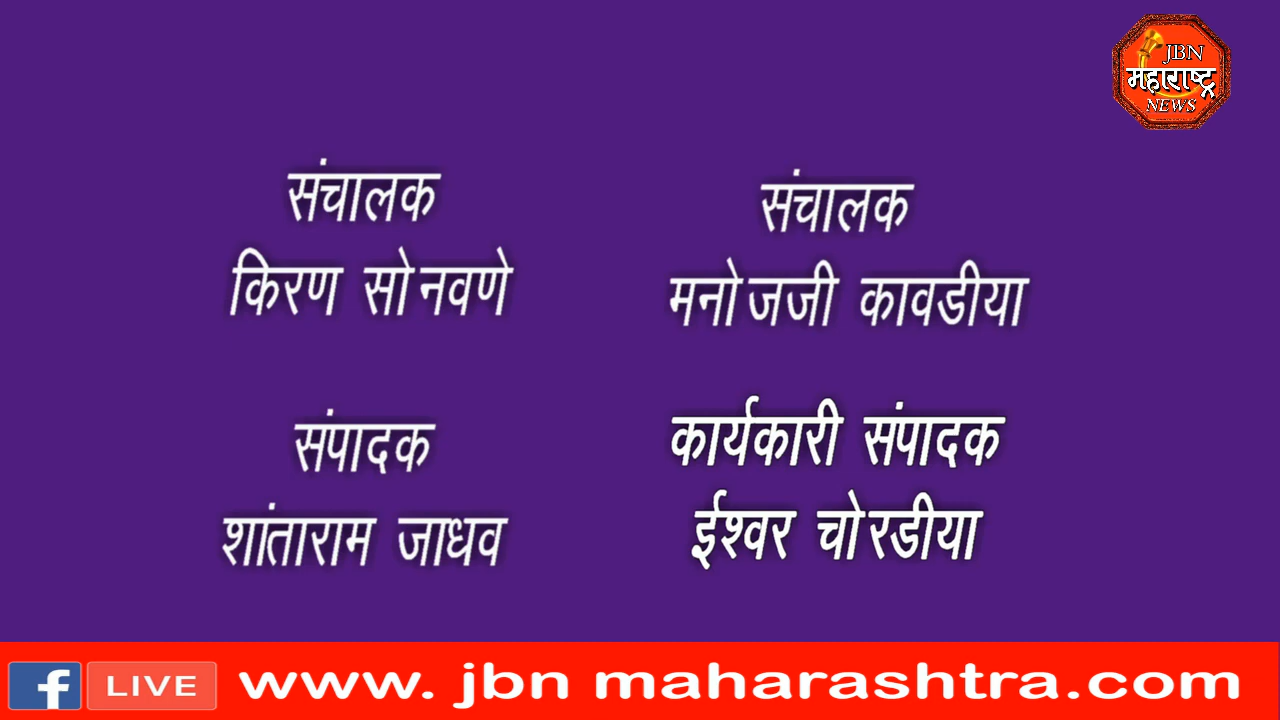 JBN
महाराष्ट्र
NEWS
संचालक
किरण सोनवणे
संचालक
मनोजजी कावडीया
संपादक
शांताराम जाधव
कार्यकारी संपादक
ईश्वर चोरडीया
f LIVE www. jbn maharashtra.com